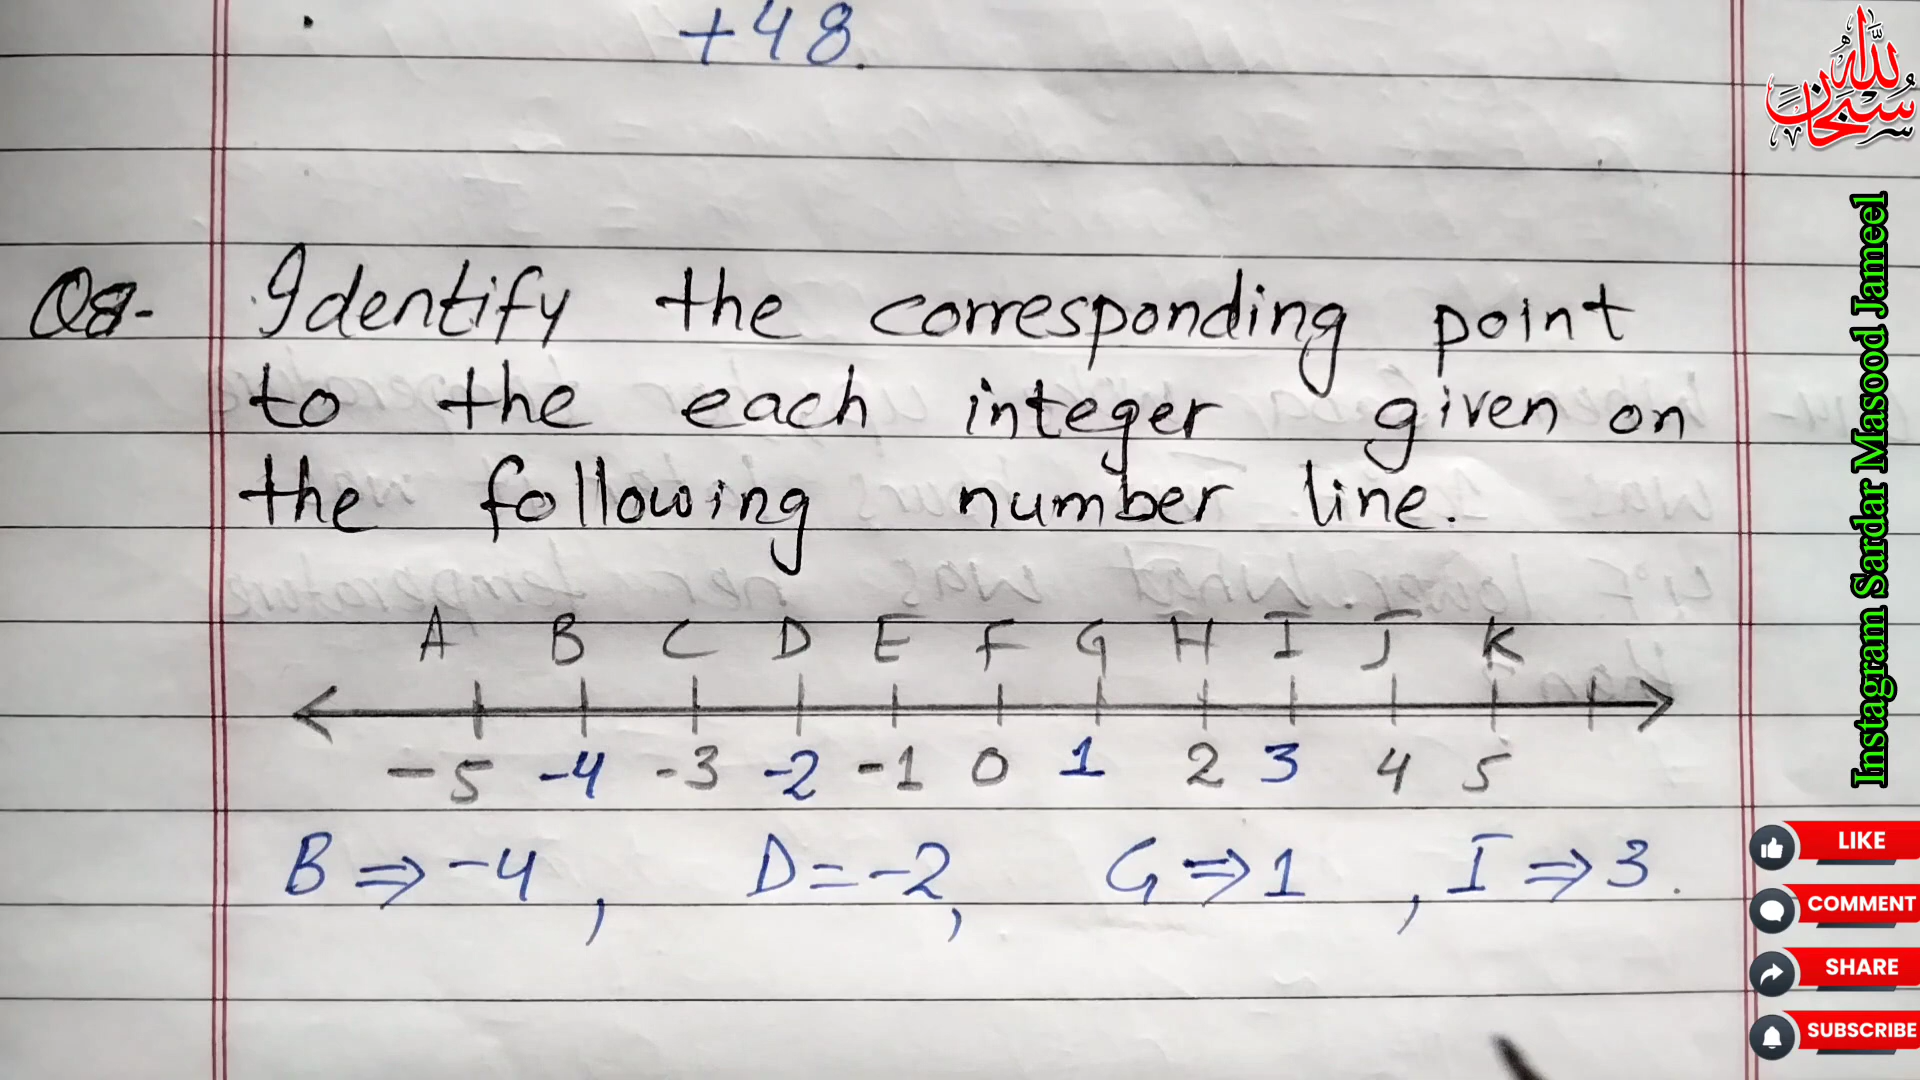 +48.
Q8- Identify the corresponding point
to the each integer given on
the following number line.
A B C D E F G H I J K
-5 -4 -3 -2 -1 0 1 2 3 4 5
B ⇒ -4 , D = -2, G ⇒ 1 , I ⇒ 3.
سُبْحَانَ اللّٰه
Instagram Sardar Masood Jameel
LIKE
COMMENT
SHARE
SUBSCRIBE